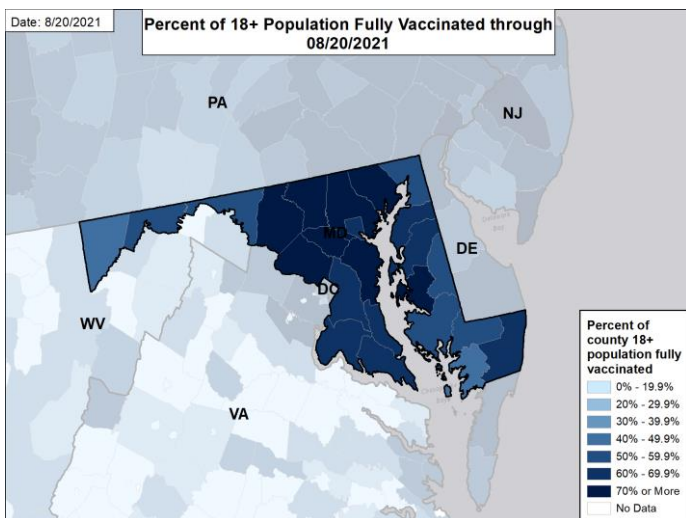 Date: 8/20/2021
Percent of 18+ Population Fully Vaccinated through
08/20/2021
PA
NJ
MD
DE
DC
WV
VA
Percent of
county 18+
population fully
vaccinated
0% - 19.9%
20% - 29.9%
30% - 39.9%
40% - 49.9%
50% - 59.9%
60% - 69.9%
70% or More
No Data